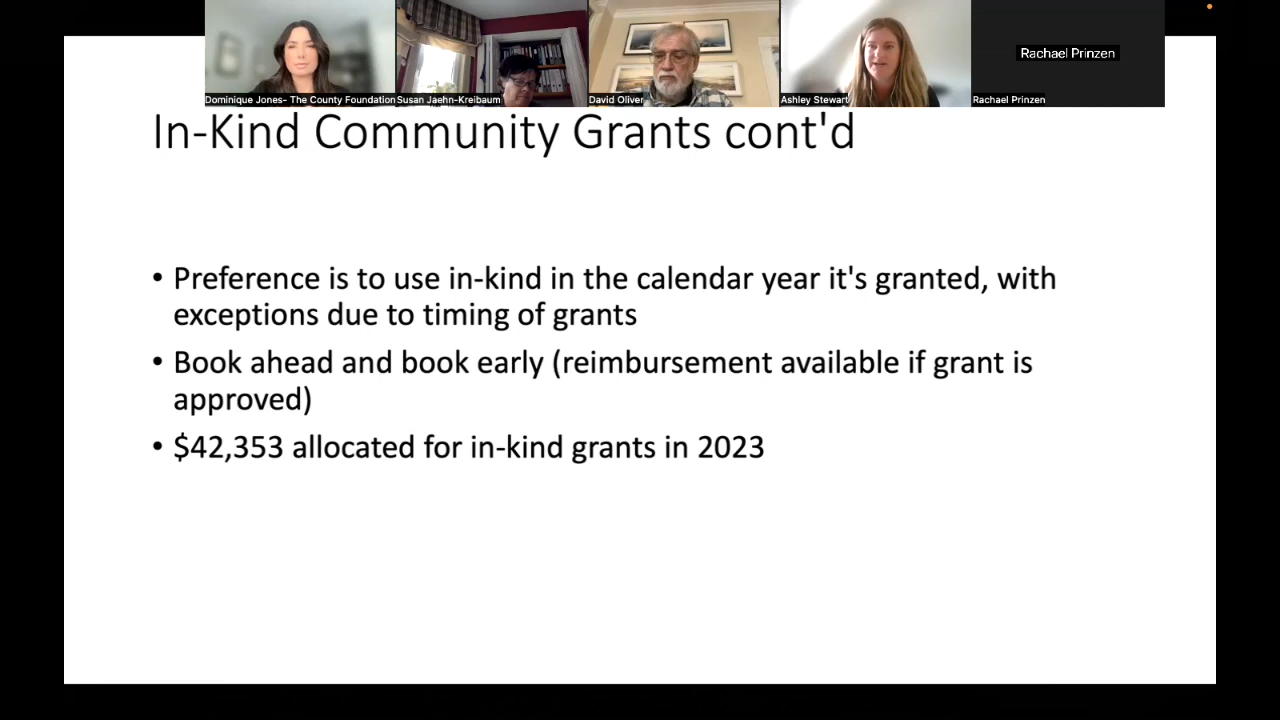 Rachael Prinzen
Dominique Jones- The County Foundation
Susan Jaehn-Kreibaum
David Oliver
Ashley Stewart
Rachael Prinzen
In-Kind Community Grants cont'd
• Preference is to use in-kind in the calendar year it's granted, with
exceptions due to timing of grants
• Book ahead and book early (reimbursement available if grant is
approved)
• $42,353 allocated for in-kind grants in 2023